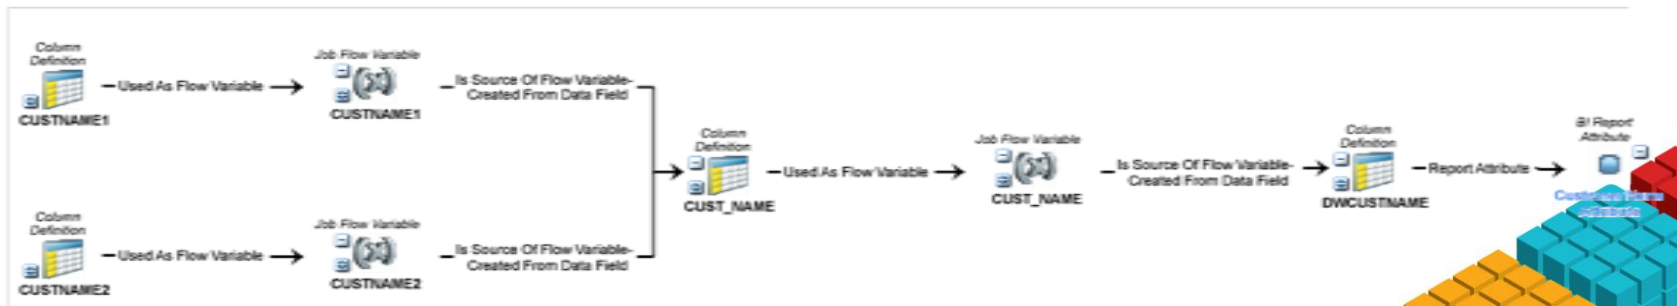 Column
Definition
CUSTNAME1
Used As Flow Variable
Job Flow Variable
CUSTNAME1
Is Source Of Flow Variable-
Created From Data Field
Column
Definition
CUSTNAME2
Used As Flow Variable
Job Flow Variable
CUSTNAME2
Is Source Of Flow Variable-
Created From Data Field
Column
Definition
CUST_NAME
Used As Flow Variable
Job Flow Variable
CUST_NAME
Is Source Of Flow Variable-
Created From Data Field
Column
Definition
DWCUSTNAME
Report Attribute
BI Report
Attribute
Customer Name
Attribute